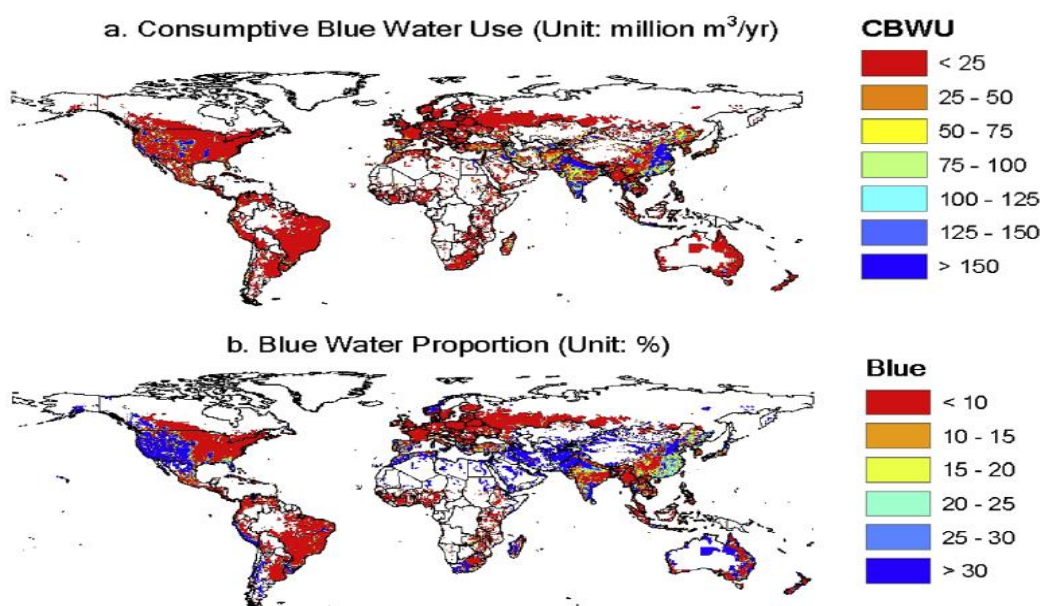 a. Consumptive Blue Water Use (Unit: million m³/yr)
CBWU
< 25
25 - 50
50 - 75
75 - 100
100 - 125
125 - 150
> 150
b. Blue Water Proportion (Unit: %)
Blue
< 10
10 - 15
15 - 20
20 - 25
25 - 30
> 30